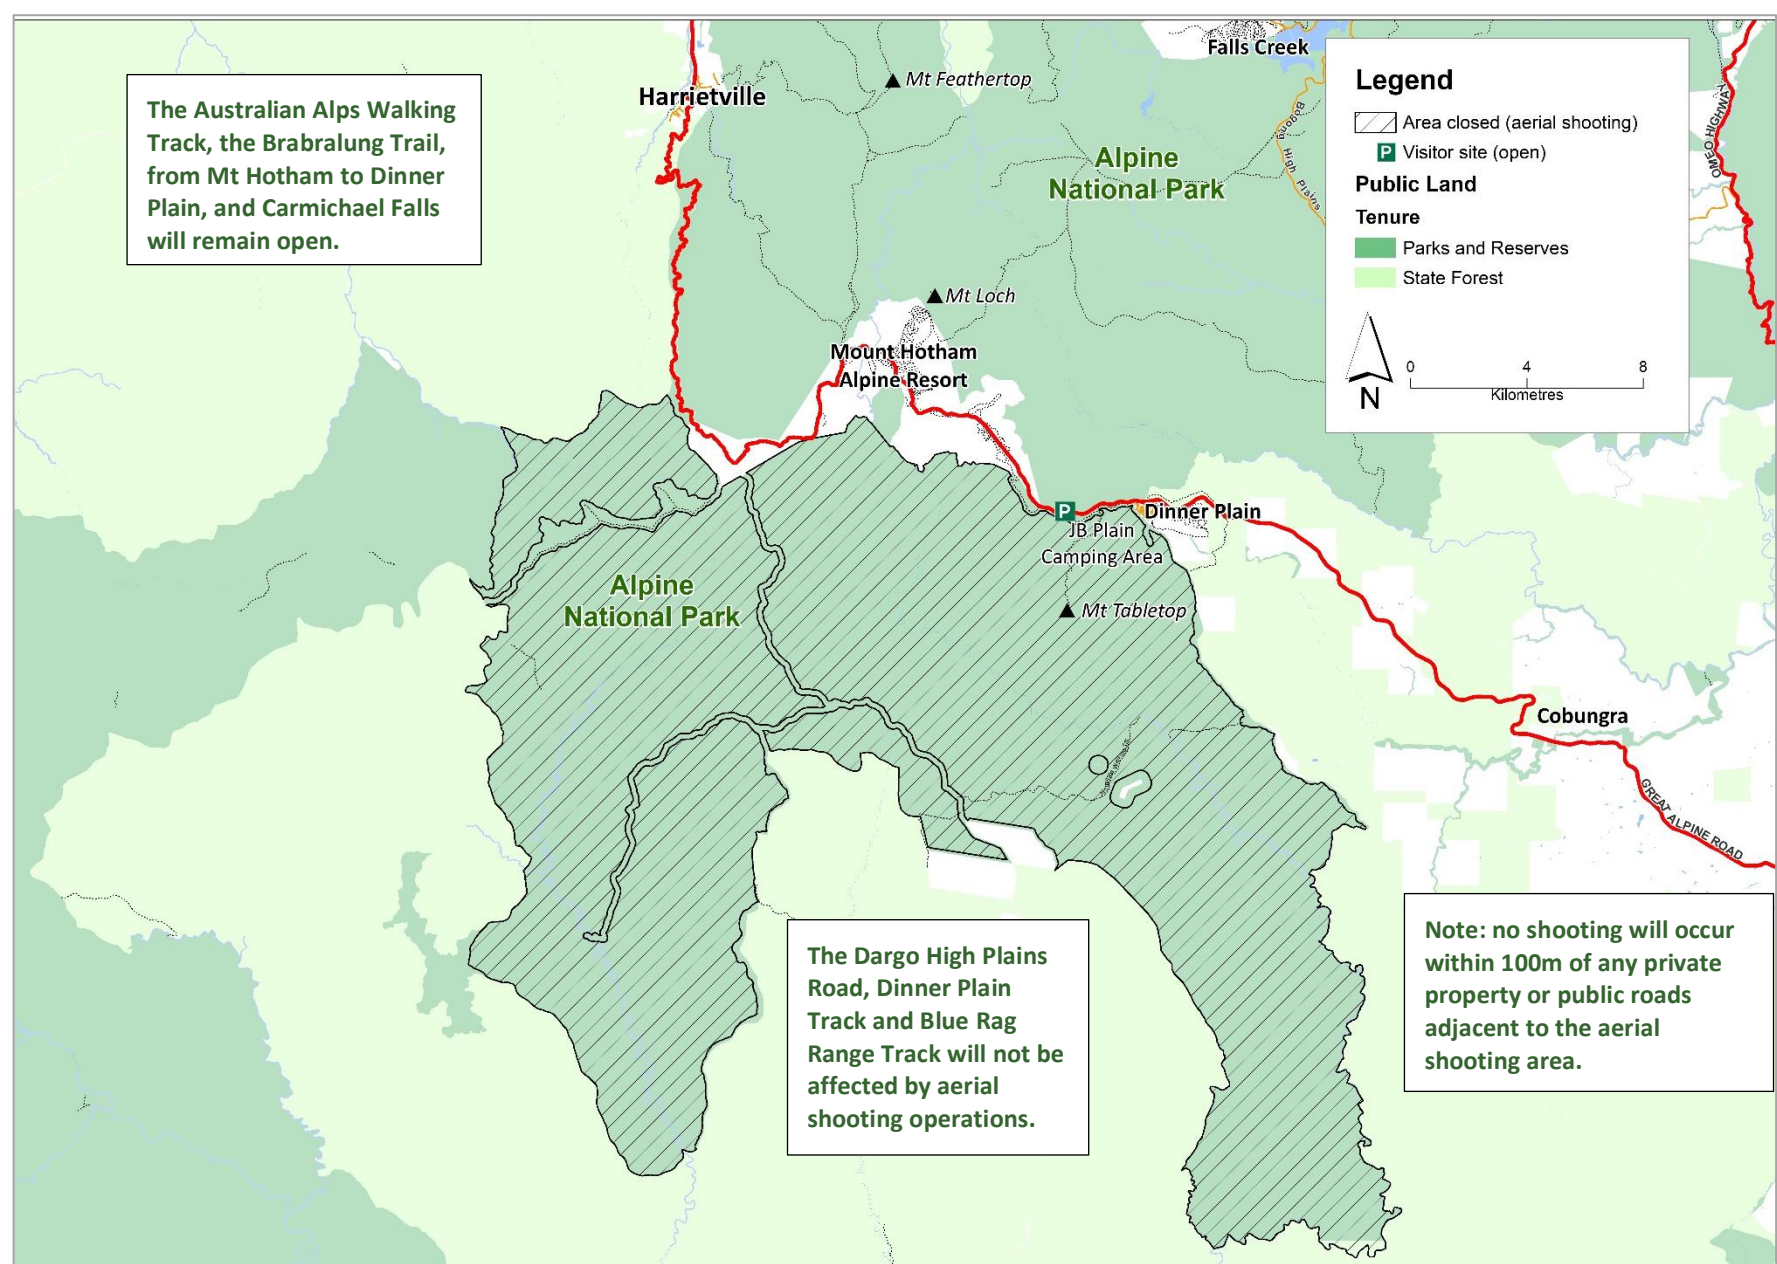 The Australian Alps Walking
Track, the Brabralung Trail,
from Mt Hotham to Dinner
Plain, and Carmichael Falls
will remain open.
Harrietville
Mt Feathertop
Falls Creek
Alpine
National Park
Bogong
High Plains
OMEO HIGHWAY
Legend
Area closed (aerial shooting)
P Visitor site (open)
Public Land
Tenure
Parks and Reserves
State Forest
N
0 4 8
Kilometres
Mt Loch
Mount Hotham
Alpine Resort
P
JB Plain
Camping Area
Dinner Plain
Alpine
National Park
Mt Tabletop
Cobungra
GREAT ALPINE ROAD
The Dargo High Plains
Road, Dinner Plain
Track and Blue Rag
Range Track will not be
affected by aerial
shooting operations.
Note: no shooting will occur
within 100m of any private
property or public roads
adjacent to the aerial
shooting area.